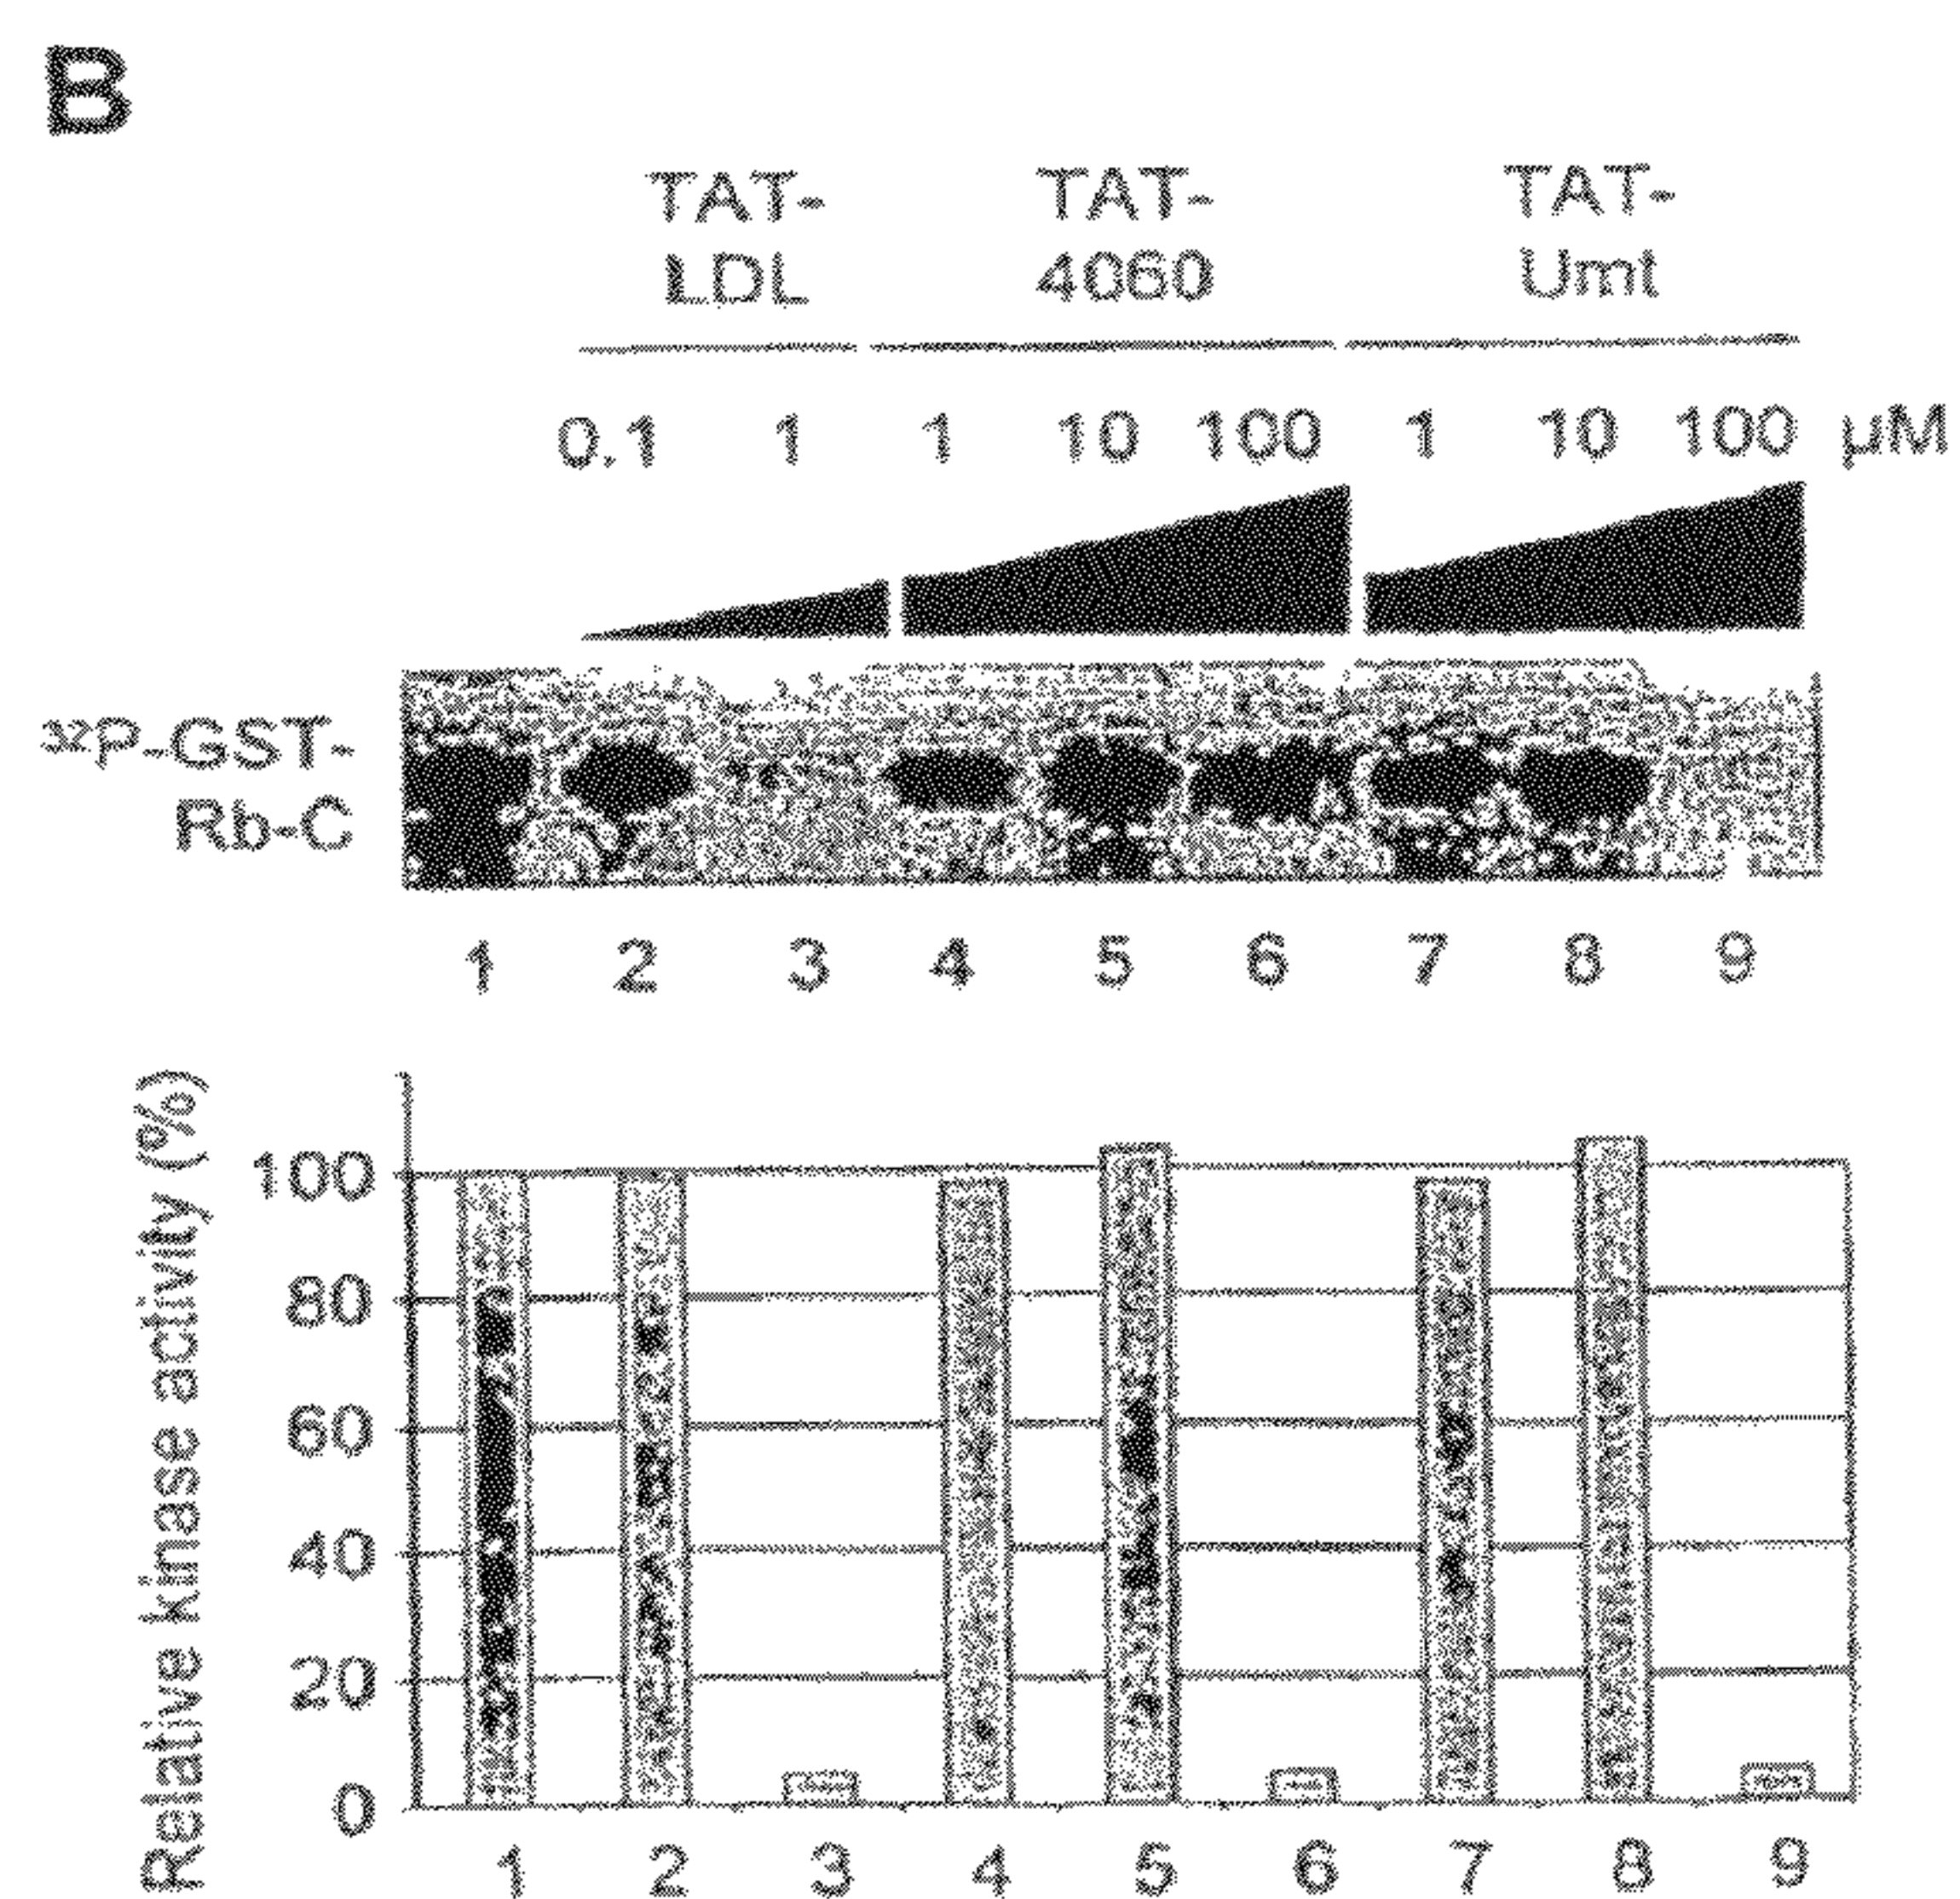 B
TAT- TAT- TAT-
LDL 4060 Umt
0.1 1 1 10 100 1 10 100 µM
³²P-GST-
Rb-C
1 2 3 4 5 6 7 8 9
Relative kinase activity (%)
100
80
60
40
20
0
1 2 3 4 5 6 7 8 9